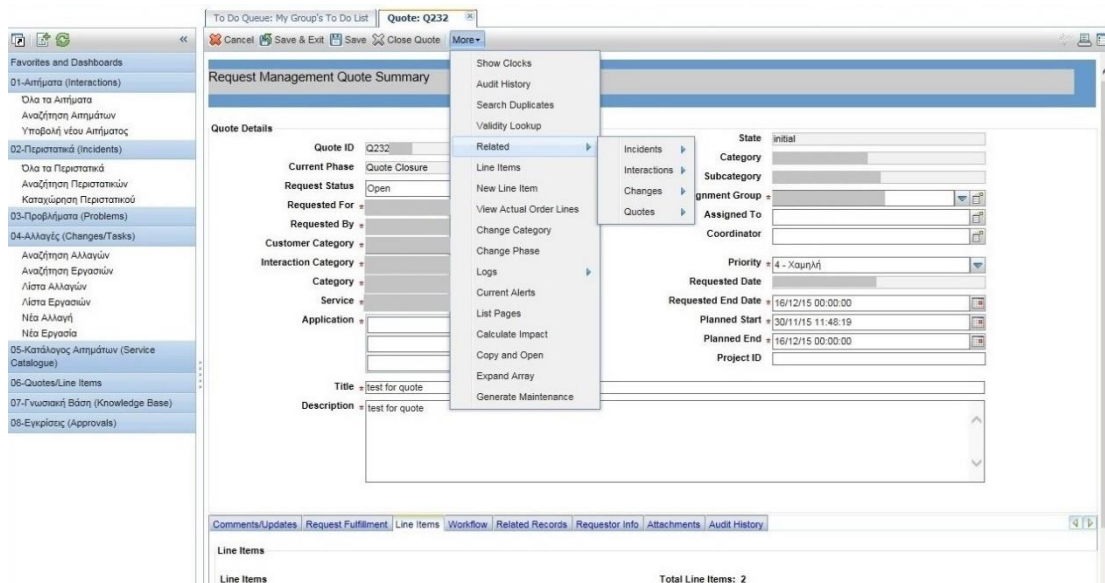 To Do Queue: My Group's To Do List
Quote: Q232
Cancel
Save & Exit
Save
Close Quote
More
Favorites and Dashboards
01-Αιτήματα (Interactions)
Όλα τα Αιτήματα
Αναζήτηση Αιτημάτων
Υποβολή νέου Αιτήματος
02-Περιστατικά (Incidents)
Όλα τα Περιστατικά
Αναζήτηση Περιστατικών
Καταχώρηση Περιστατικού
03-Προβλήματα (Problems)
04-Αλλαγές (Changes/Tasks)
Αναζήτηση Αλλαγών
Αναζήτηση Εργασιών
Λίστα Αλλαγών
Λίστα Εργασιών
Νέα Αλλαγή
Νέα Εργασία
05-Κατάλογος Αιτημάτων (Service
Catalogue)
06-Quotes/Line Items
07-Γνωσιακή Βάση (Knowledge Base)
08-Εγκρίσεις (Approvals)
Request Management Quote Summary
Quote Details
Quote ID Q232
Current Phase Quote Closure
Request Status Open
Requested For
Requested By
Customer Category
Interaction Category
Category
Service
Application
Title test for quote
Description test for quote
Show Clocks
Audit History
Search Duplicates
Validity Lookup
Related
Line Items
New Line Item
View Actual Order Lines
Change Category
Change Phase
Logs
Current Alerts
List Pages
Calculate Impact
Copy and Open
Expand Array
Generate Maintenance
Incidents
Interactions
Changes
Quotes
State initial
Category
Subcategory
gnment Group
Assigned To
Coordinator
Priority 4 - Χαμηλή
Requested Date
Requested End Date 16/12/15 00:00:00
Planned Start 30/11/15 11:48:19
Planned End 16/12/15 00:00:00
Project ID
Comments/Updates
Request Fulfillment
Line Items
Workflow
Related Records
Requestor Info
Attachments
Audit History
Line Items
Line Items
Total Line Items: 2